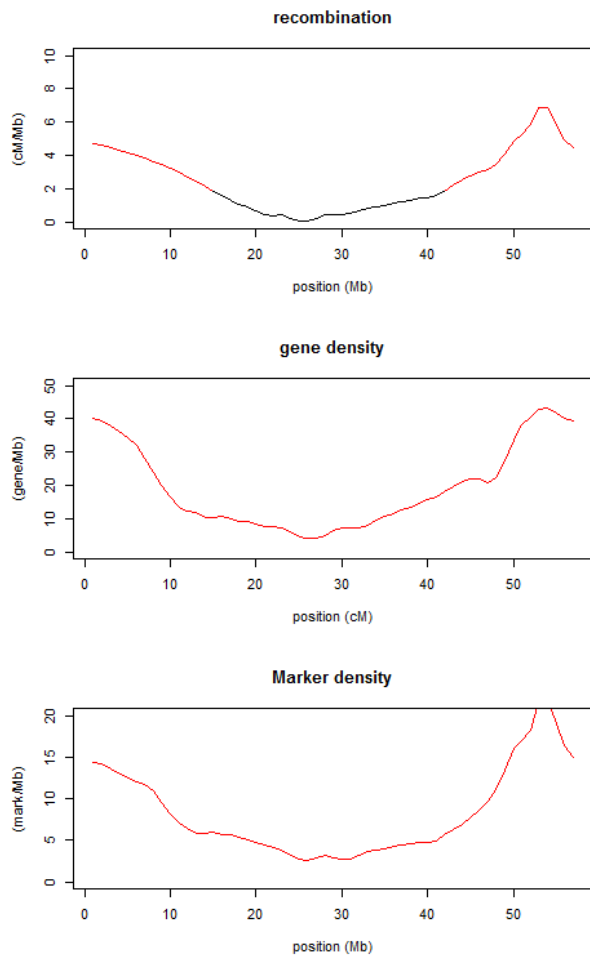 recombination
(cM/Mb)
10
8
6
4
2
0
0 10 20 30 40 50
position (Mb)
gene density
(gene/Mb)
50
40
30
20
10
0
0 10 20 30 40 50
position (cM)
Marker density
(mark/Mb)
20
15
10
5
0
0 10 20 30 40 50
position (Mb)